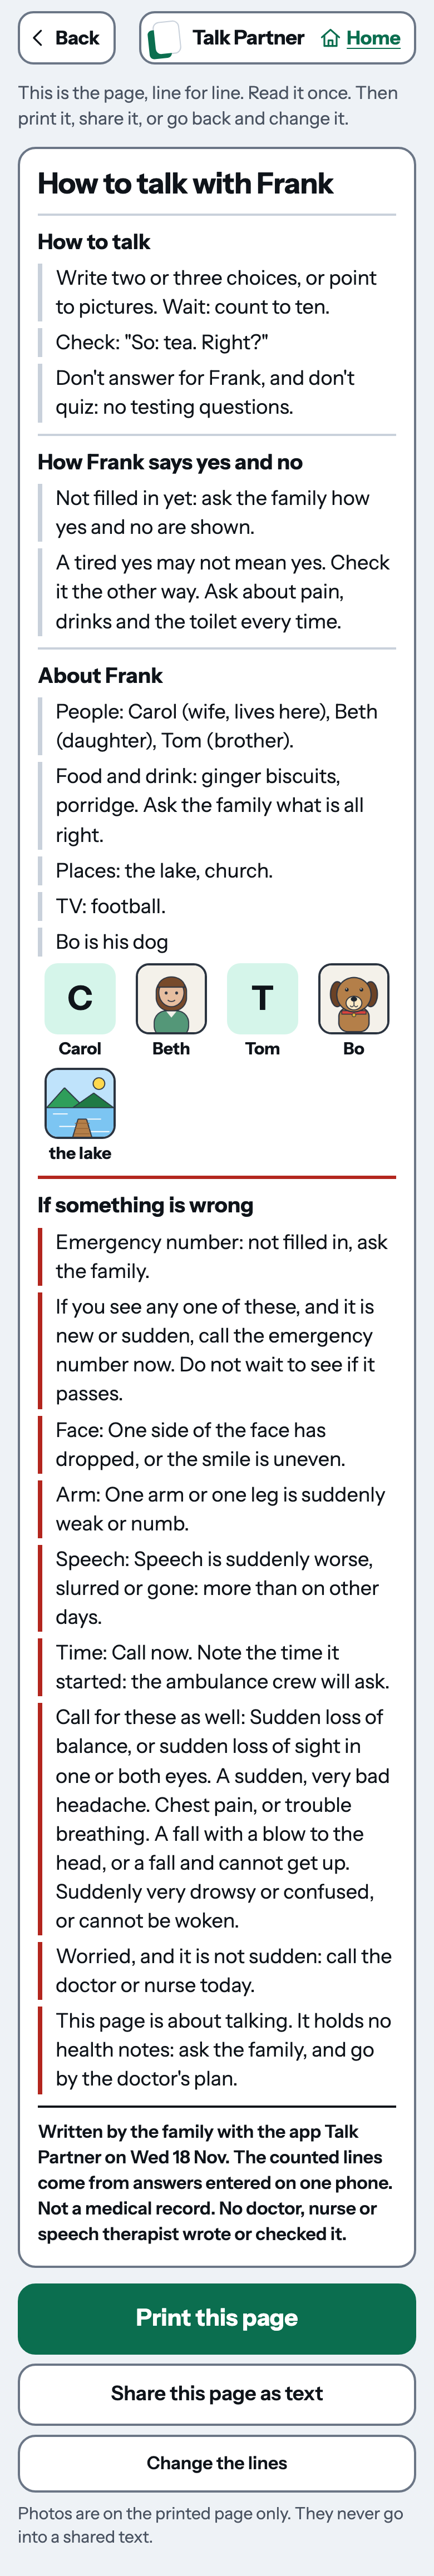 Back
Talk Partner
Home
This is the page, line for line. Read it once. Then
print it, share it, or go back and change it.
How to talk with Frank
How to talk
Write two or three choices, or point
to pictures. Wait: count to ten.
Check: "So: tea. Right?"
Don't answer for Frank, and don't
quiz: no testing questions.
How Frank says yes and no
Not filled in yet: ask the family how
yes and no are shown.
A tired yes may not mean yes. Check
it the other way. Ask about pain,
drinks and the toilet every time.
About Frank
People: Carol (wife, lives here), Beth
(daughter), Tom (brother).
Food and drink: ginger biscuits,
porridge. Ask the family what is all
right.
Places: the lake, church.
TV: football.
Bo is his dog
C
T
Carol
Beth
Tom
Bo
the lake
If something is wrong
Emergency number: not filled in, ask
the family.
If you see any one of these, and it is
new or sudden, call the emergency
number now. Do not wait to see if it
passes.
Face: One side of the face has
dropped, or the smile is uneven.
Arm: One arm or one leg is suddenly
weak or numb.
Speech: Speech is suddenly worse,
slurred or gone: more than on other
days.
Time: Call now. Note the time it
started: the ambulance crew will ask.
Call for these as well: Sudden loss of
balance, or sudden loss of sight in
one or both eyes. A sudden, very bad
headache. Chest pain, or trouble
breathing. A fall with a blow to the
head, or a fall and cannot get up.
Suddenly very drowsy or confused,
or cannot be woken.
Worried, and it is not sudden: call the
doctor or nurse today.
This page is about talking. It holds no
health notes: ask the family, and go
by the doctor's plan.
Written by the family with the app Talk
Partner on Wed 18 Nov. The counted lines
come from answers entered on one phone.
Not a medical record. No doctor, nurse or
speech therapist wrote or checked it.
Print this page
Share this page as text
Change the lines
Photos are on the printed page only. They never go
into a shared text.